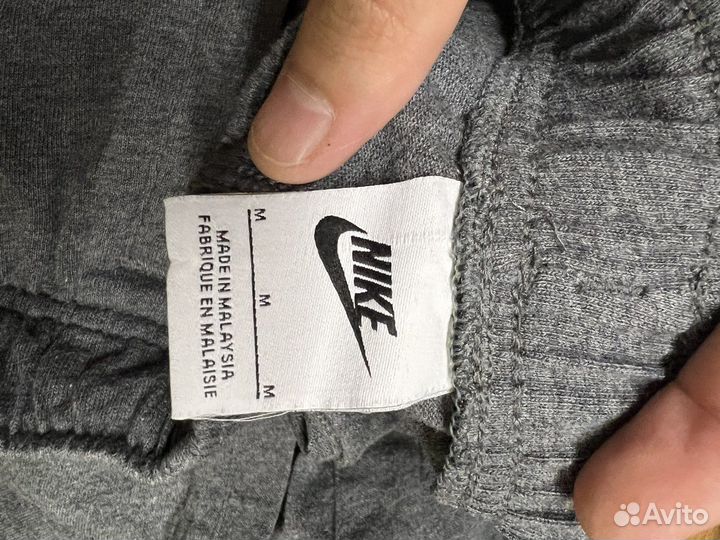 NIKE
M M M
MADE IN MALAYSIA
FABRIQUE EN MALAISIE
Avito